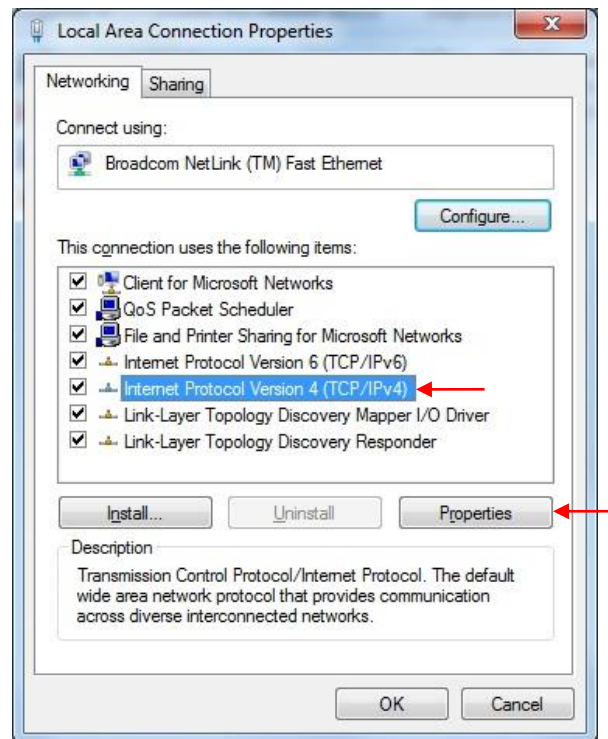 Local Area Connection Properties
Networking
Sharing
Connect using:
Broadcom NetLink (TM) Fast Ethernet
Configure...
This connection uses the following items:
Client for Microsoft Networks
QoS Packet Scheduler
File and Printer Sharing for Microsoft Networks
Internet Protocol Version 6 (TCP/IPv6)
Internet Protocol Version 4 (TCP/IPv4)
Link-Layer Topology Discovery Mapper I/O Driver
Link-Layer Topology Discovery Responder
Install...
Uninstall
Properties
Description
Transmission Control Protocol/Internet Protocol. The default
wide area network protocol that provides communication
across diverse interconnected networks.
OK
Cancel